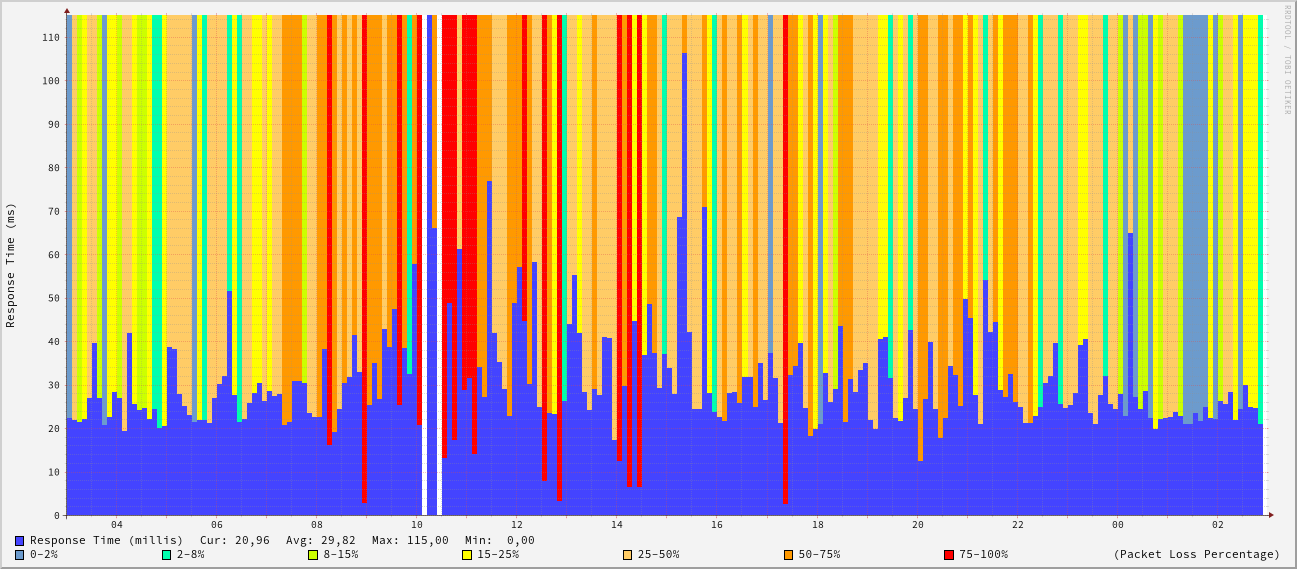 RRDTOOL / TOBI OETIKER
Response Time (ms)
110
100
90
80
70
60
50
40
30
20
10
0
04 06 08 10 12 14 16 18 20 22 00 02
Response Time (millis) Cur: 20,96 Avg: 29,82 Max: 115,00 Min: 0,00
0-2% 2-8% 8-15% 15-25% 25-50% 50-75% 75-100% (Packet Loss Percentage)